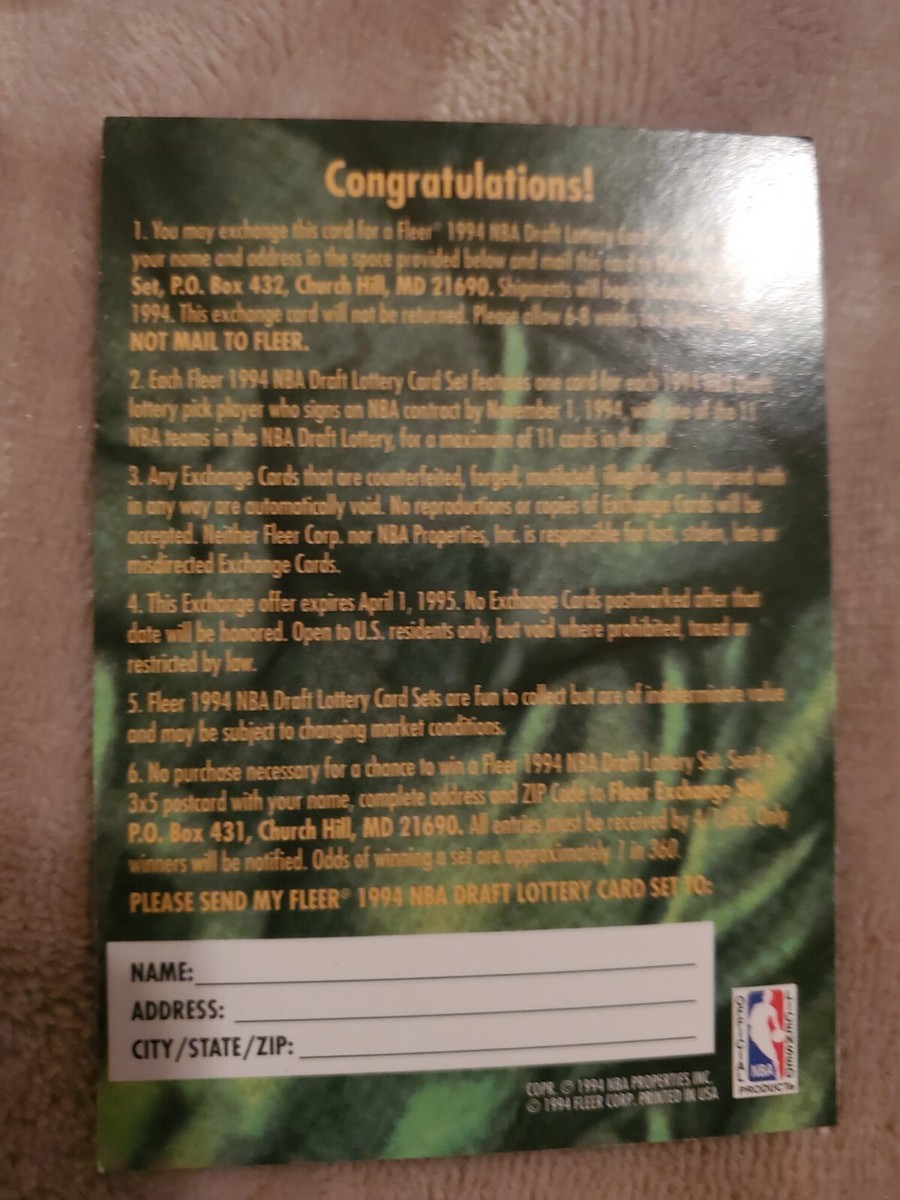 Congratulations!
1. You may exchange this card for a Fleer® 1994 NBA Draft Lottery Card
your name and address in the space provided below and mail this card
Set, P.O. Box 432, Church Hill, MD 21690. Shipments will begin
1994. This exchange card will not be returned. Please allow 6-8 weeks
NOT MAIL TO FLEER.
2. Each Fleer 1994 NBA Draft Lottery Card Set features one card for each 1994 NBA Draft
lottery pick player who signs an NBA contract by November 1, 1994, with one of the 11
NBA teams in the NBA Draft Lottery, for a maximum of 11 cards in the set.
3. Any Exchange Cards that are counterfeited, forged, mutilated, illegible, or tampered with
in any way are automatically void. No reproductions or copies of Exchange Cards will be
accepted. Neither Fleer Corp. nor NBA Properties, Inc. is responsible for lost, stolen, late or
misdirected Exchange Cards.
4. This Exchange offer expires April 1, 1995. No Exchange Cards postmarked after that
date will be honored. Open to U.S. residents only, but void where prohibited, taxed or
restricted by law.
5. Fleer 1994 NBA Draft Lottery Card Sets are fun to collect but are of indeterminate value
and may be subject to changing market conditions.
6. No purchase necessary for a chance to win a Fleer 1994 NBA Draft Lottery Set. Send a
3x5 postcard with your name, complete address and ZIP Code to Fleer Exchange Set,
P.O. Box 431, Church Hill, MD 21690. All entries must be received by 4/1/95. Only
winners will be notified. Odds of winning a set are approximately 1 in 360.
PLEASE SEND MY FLEER® 1994 NBA DRAFT LOTTERY CARD SET TO:
NAME:
ADDRESS:
CITY/STATE/ZIP:
OFFICIAL
LICENSED
NBA
PRODUCT
COPR. © 1994 NBA PROPERTIES, INC.
© 1994 FLEER CORP. PRINTED IN USA